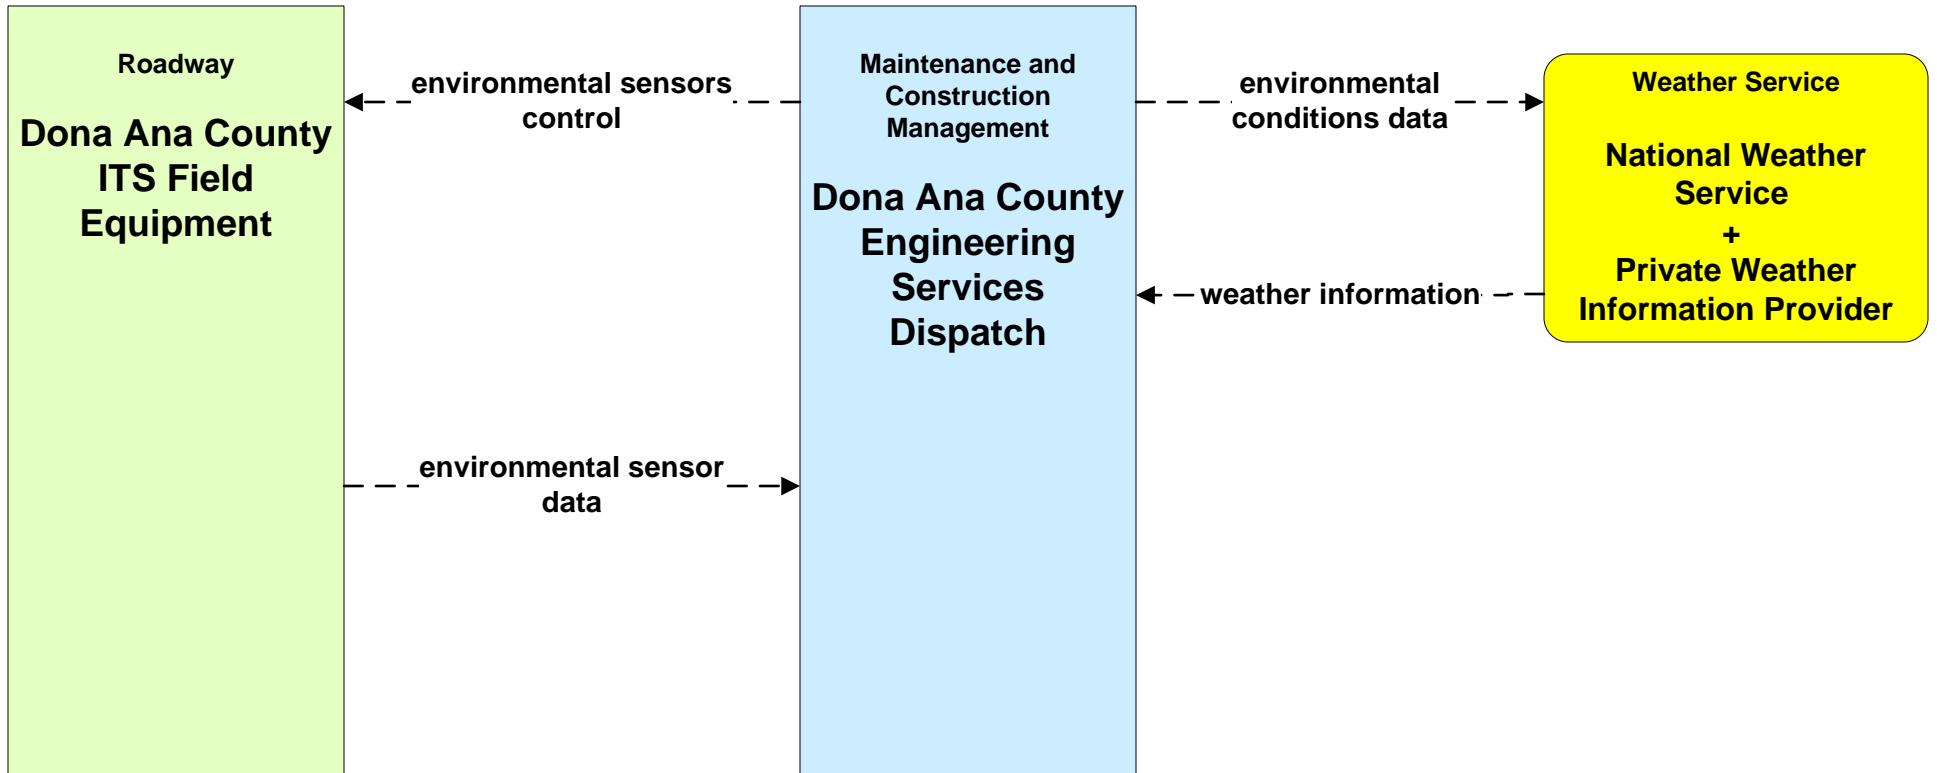 Roadway
Dona Ana County
ITS Field
Equipment
environmental sensors
control
environmental sensor
data
Maintenance and
Construction
Management
Dona Ana County
Engineering
Services
Dispatch
environmental
conditions data
weather information
Weather Service
National Weather
Service
+
Private Weather
Information Provider